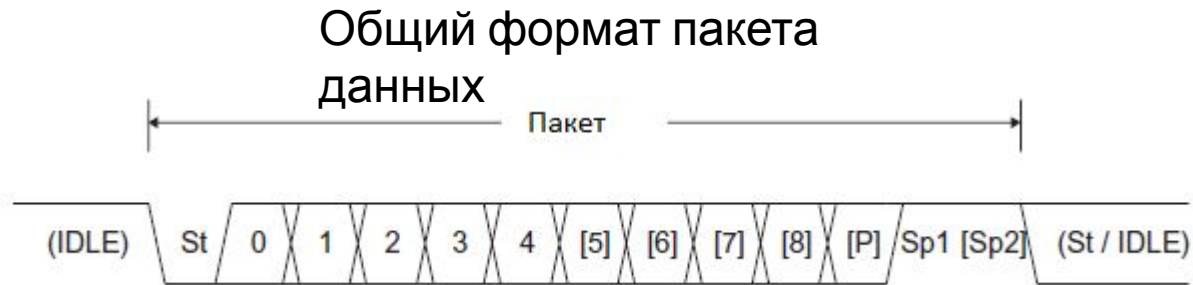 Общий формат пакета
данных
Пакет
(IDLE) St 0 1 2 3 4 [5] [6] [7] [8] [P] Sp1 [Sp2] (St / IDLE)